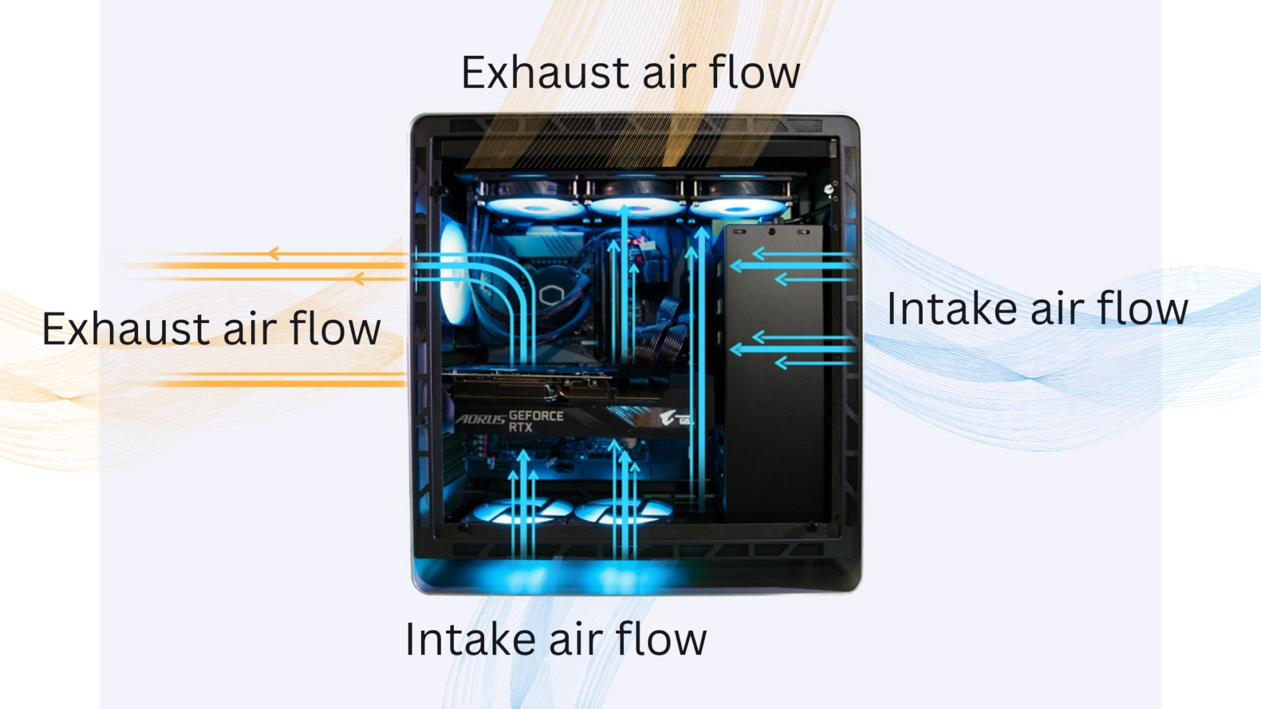 Exhaust air flow
Exhaust air flow
Intake air flow
AORUS GEFORCE
RTX
Intake air flow